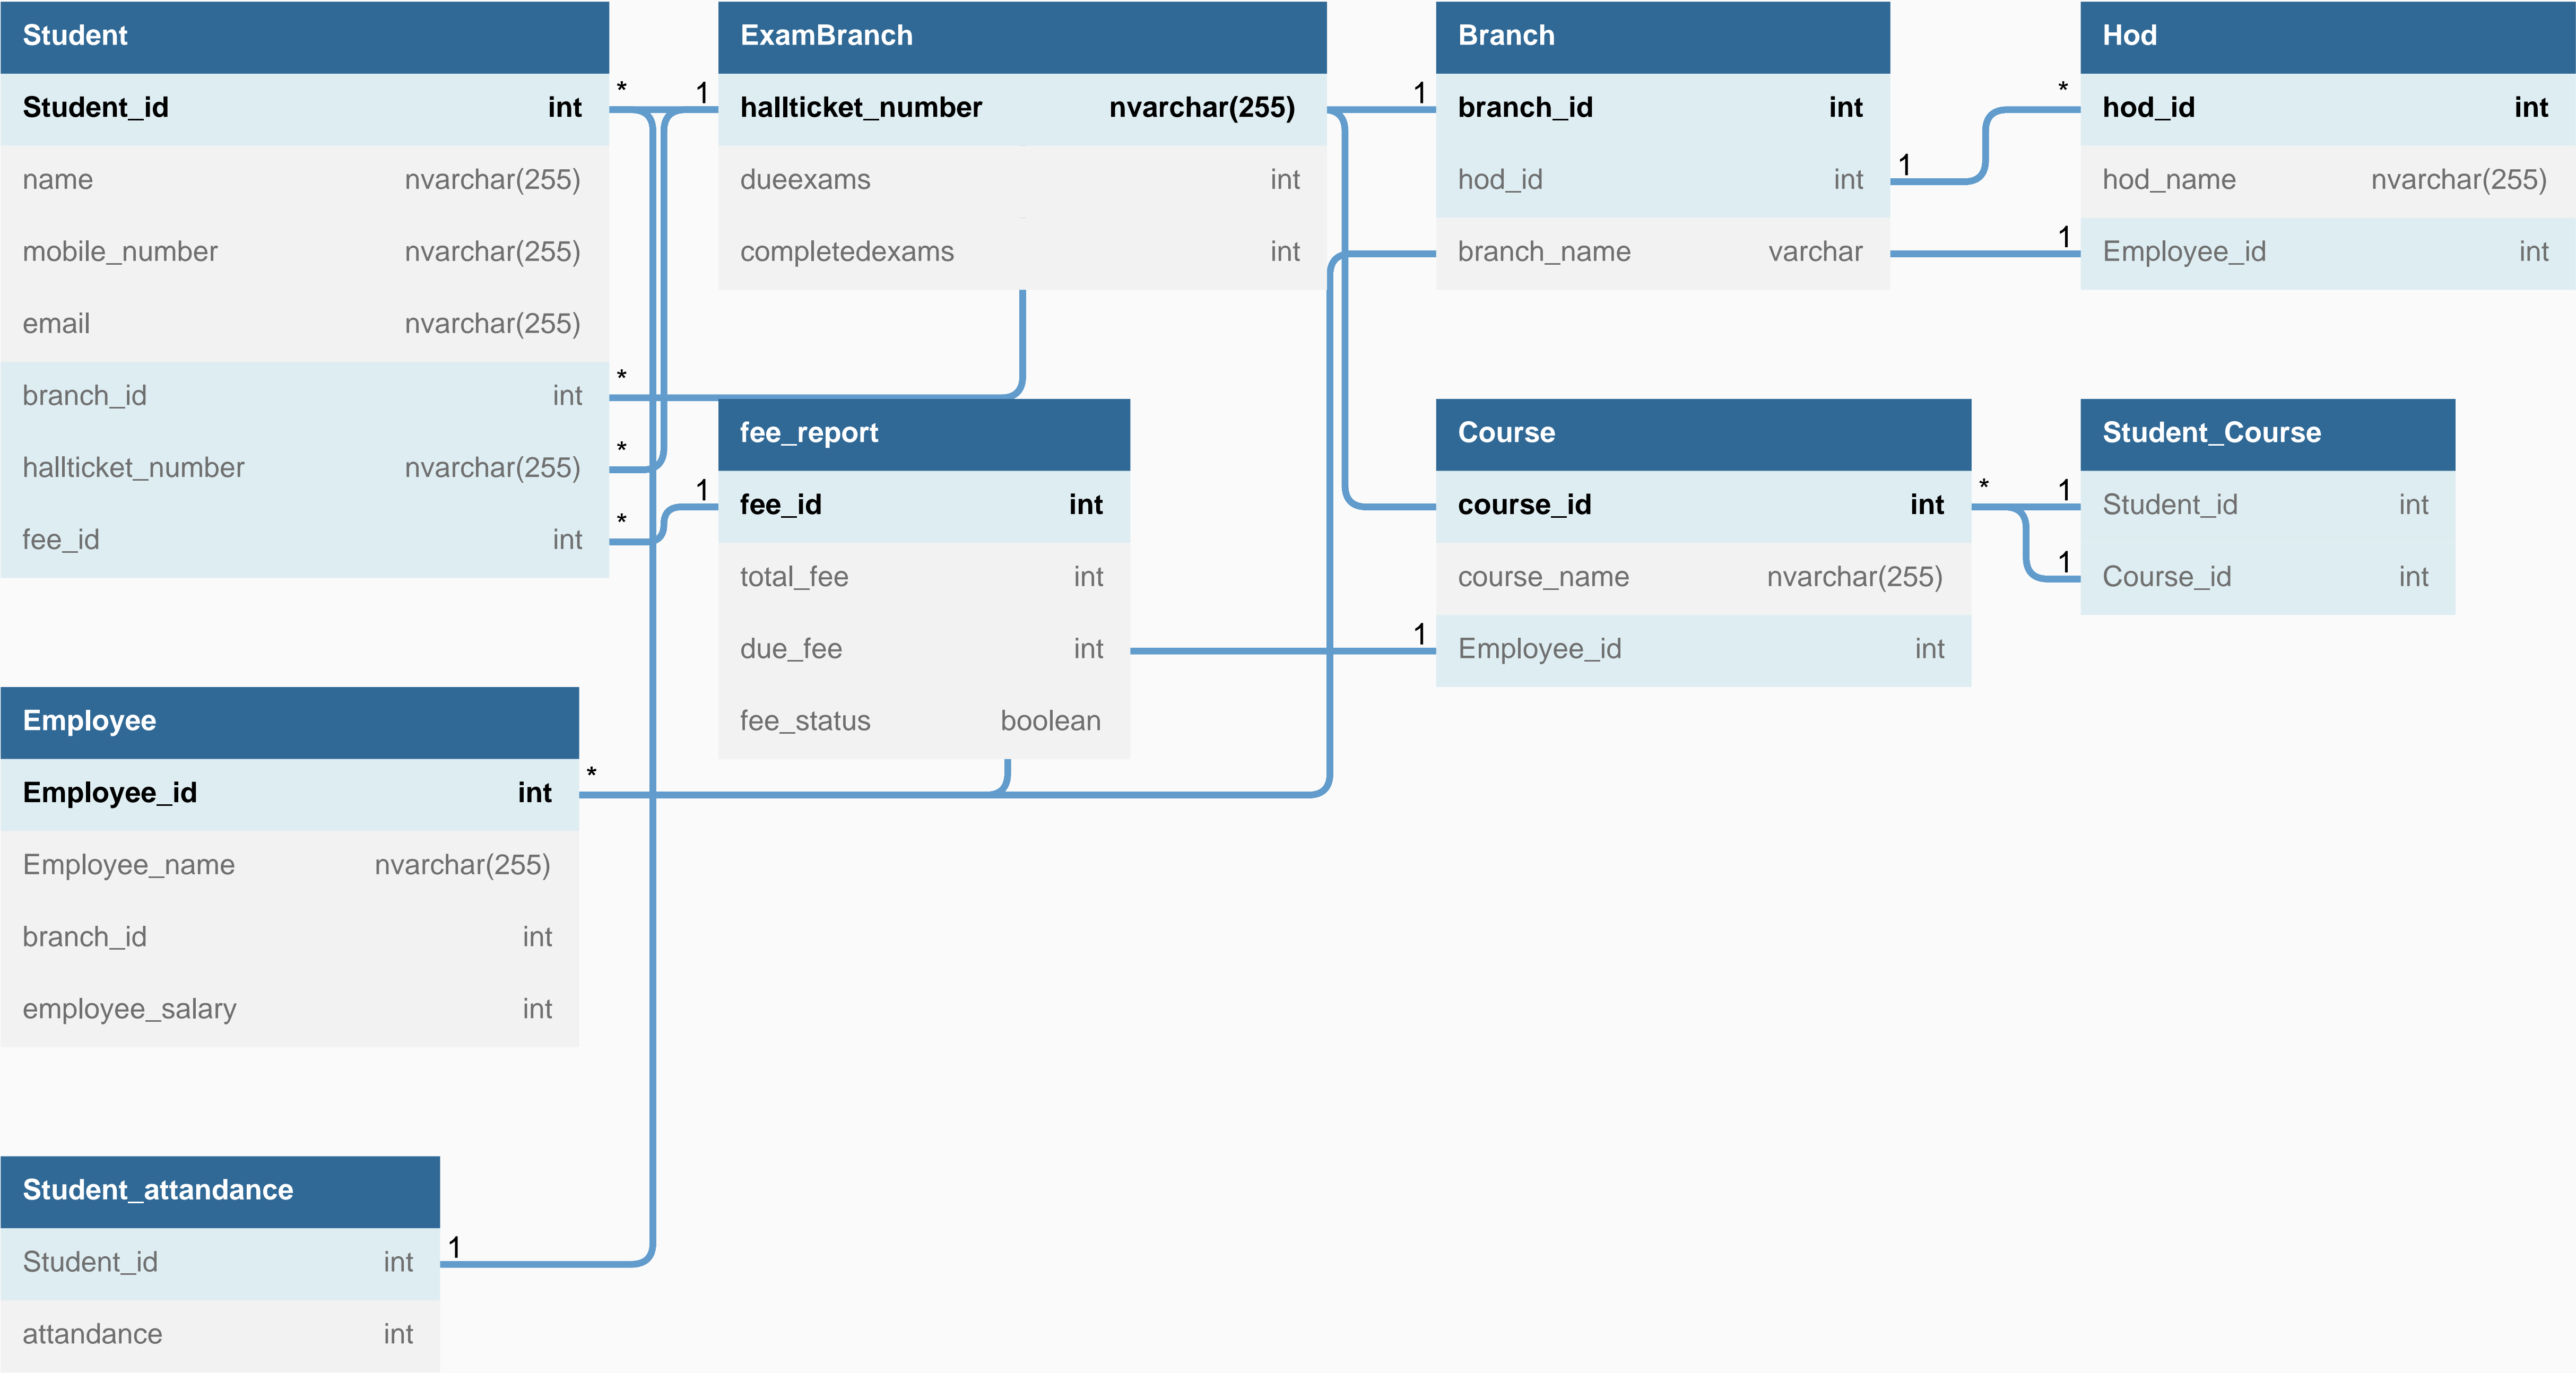 Student
Student_id int
name nvarchar(255)
mobile_number nvarchar(255)
email nvarchar(255)
branch_id int
hallticket_number nvarchar(255)
fee_id int
* 1
*
*
*
ExamBranch
hallticket_number nvarchar(255)
dueexams int
completedexams int
1
Branch
branch_id int
hod_id int
branch_name varchar
*
1
1
Hod
hod_id int
hod_name nvarchar(255)
Employee_id int
1
fee_report
fee_id int
total_fee int
due_fee int
fee_status boolean
1
Course
course_id int
course_name nvarchar(255)
Employee_id int
* 1
1
Student_Course
Student_id int
Course_id int
Employee
Employee_id int
Employee_name nvarchar(255)
branch_id int
employee_salary int
*
Student_attandance
Student_id int
attandance int
1